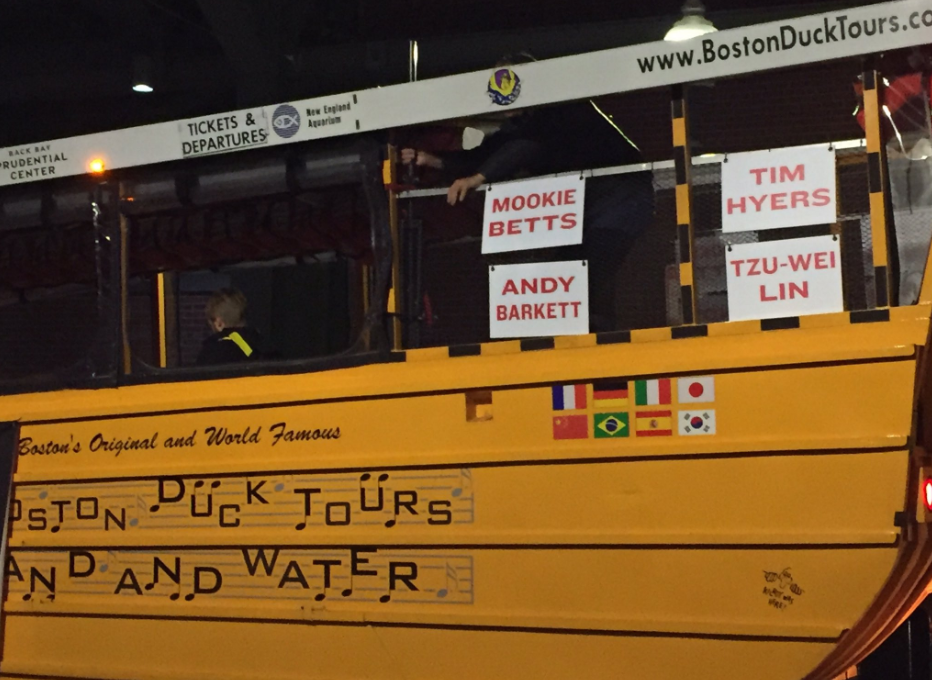 www.BostonDuckTours.co
TICKETS &
DEPARTURES
New England
Aquarium
BACK BAY
PRUDENTIAL
CENTER
MOOKIE
BETTS
TIM
HYERS
ANDY
BARKETT
TZU-WEI
LIN
Boston's Original and World Famous
OSTON DUCK TOURS
AND AND WATER